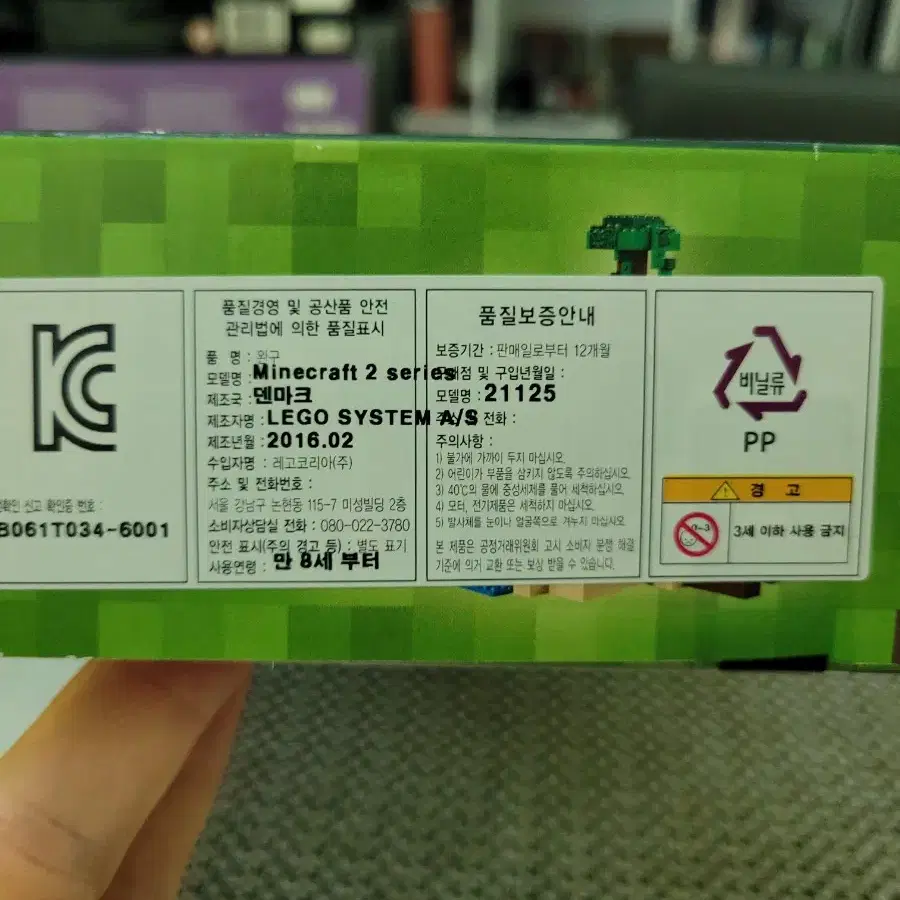 확인 신고 확인증 번호 :
B061T034-6001
품질경영 및 공산품 안전
관리법에 의한 품질표시
품 명 : 완구
모델명 : Minecraft 2 series
제조국 : 덴마크
제조자명 : LEGO SYSTEM A/S
제조년월 : 2016.02
수입자명 : 레고코리아(주)
주소 및 전화번호 :
서울 강남구 논현동 115-7 미성빌딩 2층
소비자상담실 전화 : 080-022-3780
안전 표시(주의 경고 등) : 별도 표기
사용연령 : 만 8세 부터
품질보증안내
보증기간 : 판매일로부터 12개월
및 구입년월일 :
모델명 : 21125
전화 :
주의사항 :
1) 불가에 가까이 두지 마십시오.
2) 어린이가 부품을 삼키지 않도록 주의하십시오.
3) 40℃의 물에 중성세제를 풀어 세척하십시오.
4) 모터, 전기제품은 세척하지 마십시오.
5) 발사체를 눈이나 얼굴쪽으로 겨누지 마십시오.
본 제품은 공정거래위원회 고시 소비자 분쟁 해결
기준에 의거 교환 또는 보상 받을 수 있습니다.
비닐류
PP
경 고
0-3
3세 이하 사용 금지